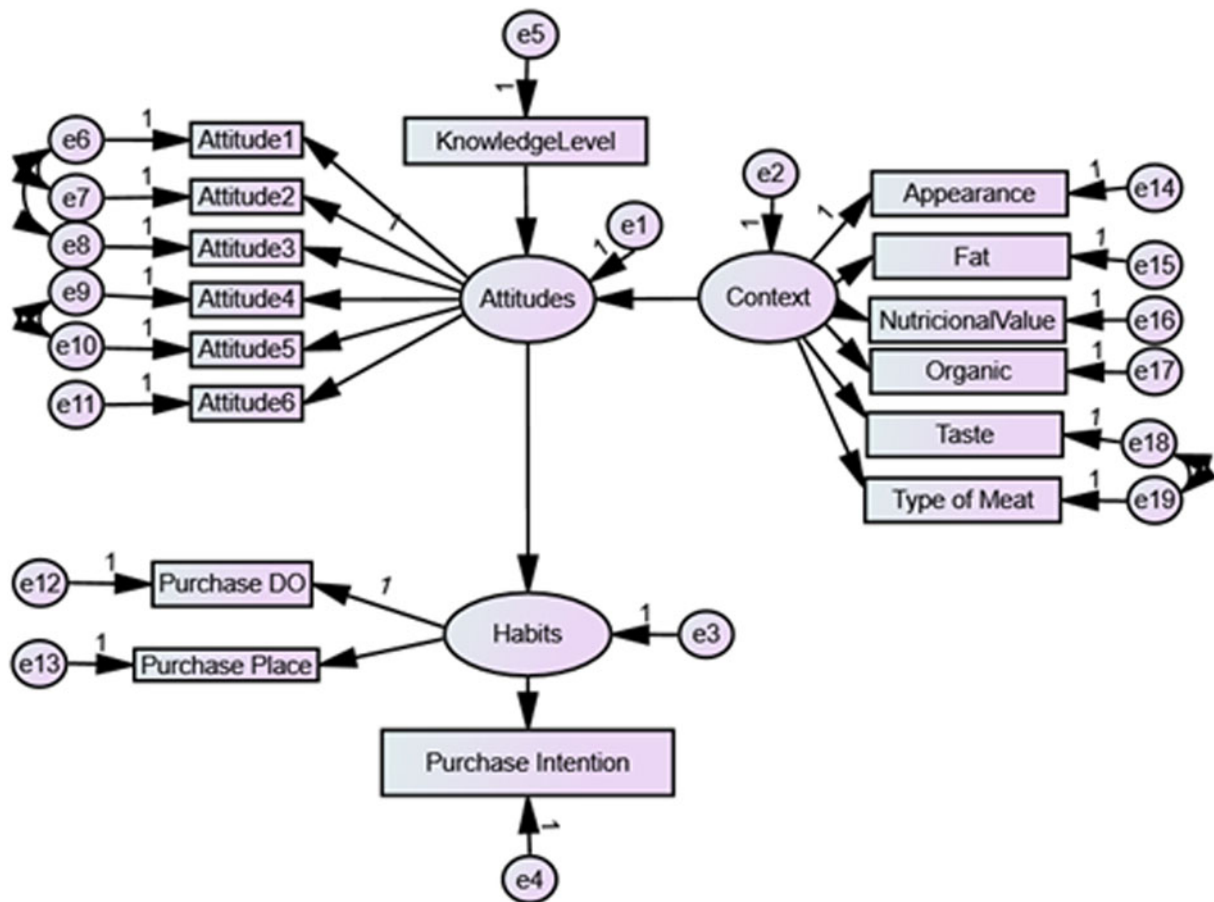 e5
1
KnowledgeLevel
e6
1
Attitude1
e7
1
Attitude2
e8
1
Attitude3
e9
1
Attitude4
e10
1
Attitude5
e11
1
Attitude6
1
e1
1
Attitudes
e2
1
Context
1
Appearance
1
e14
Fat
1
e15
NutricionalValue
1
e16
Organic
1
e17
Taste
1
e18
Type of Meat
1
e19
e12
1
Purchase DO
1
e13
1
Purchase Place
Habits
1
e3
Purchase Intention
1
e4